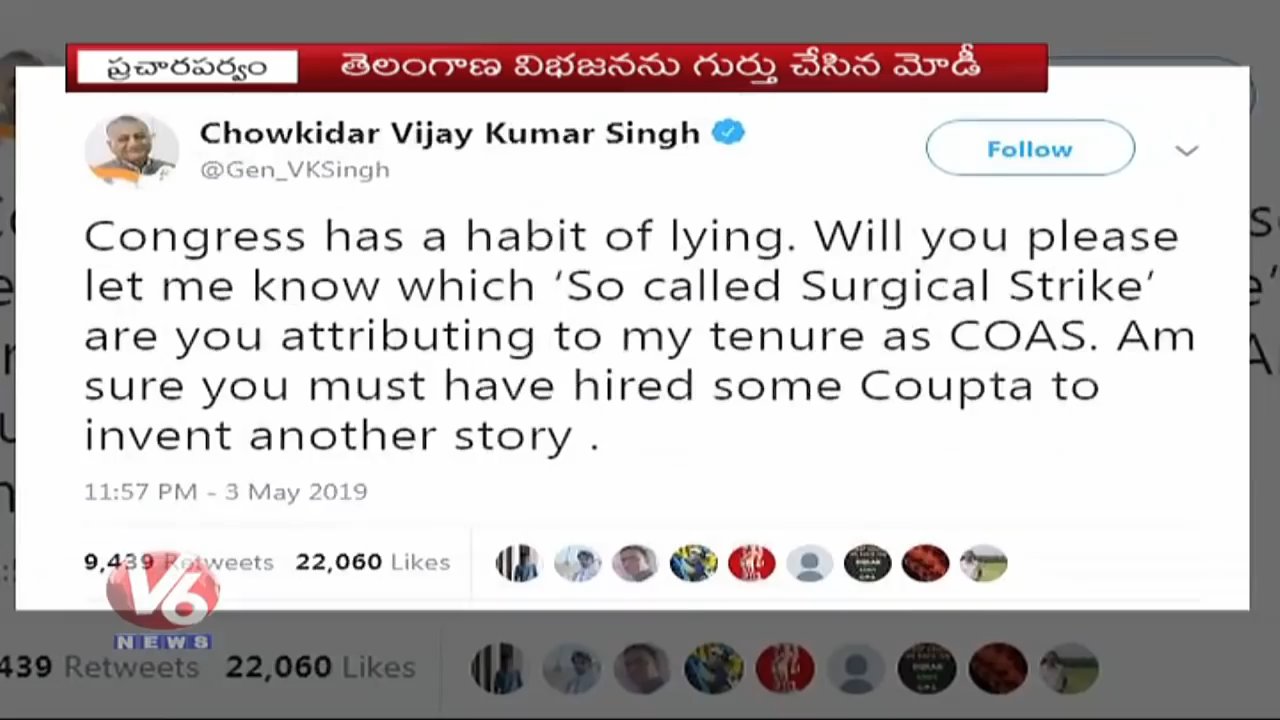 ప్రచారపర్వం తెలంగాణ విభజనను గుర్తు చేసిన మోడీ
Chowkidar Vijay Kumar Singh
@Gen_VKSingh
Follow
Congress has a habit of lying. Will you please
let me know which ‘So called Surgical Strike’
are you attributing to my tenure as COAS. Am
sure you must have hired some Coupta to
invent another story .
11:57 PM - 3 May 2019
9,439 Retweets 22,060 Likes
V6
NEWS
439 Retweets 22,060 Likes